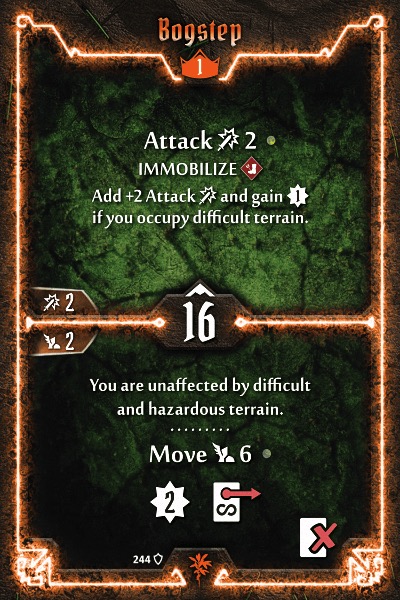 Bogstep
1
Attack 2
IMMOBILIZE
Add +2 Attack and gain 1
if you occupy difficult terrain.
2
16
2
You are unaffected by difficult
and hazardous terrain.
Move 6
2
244